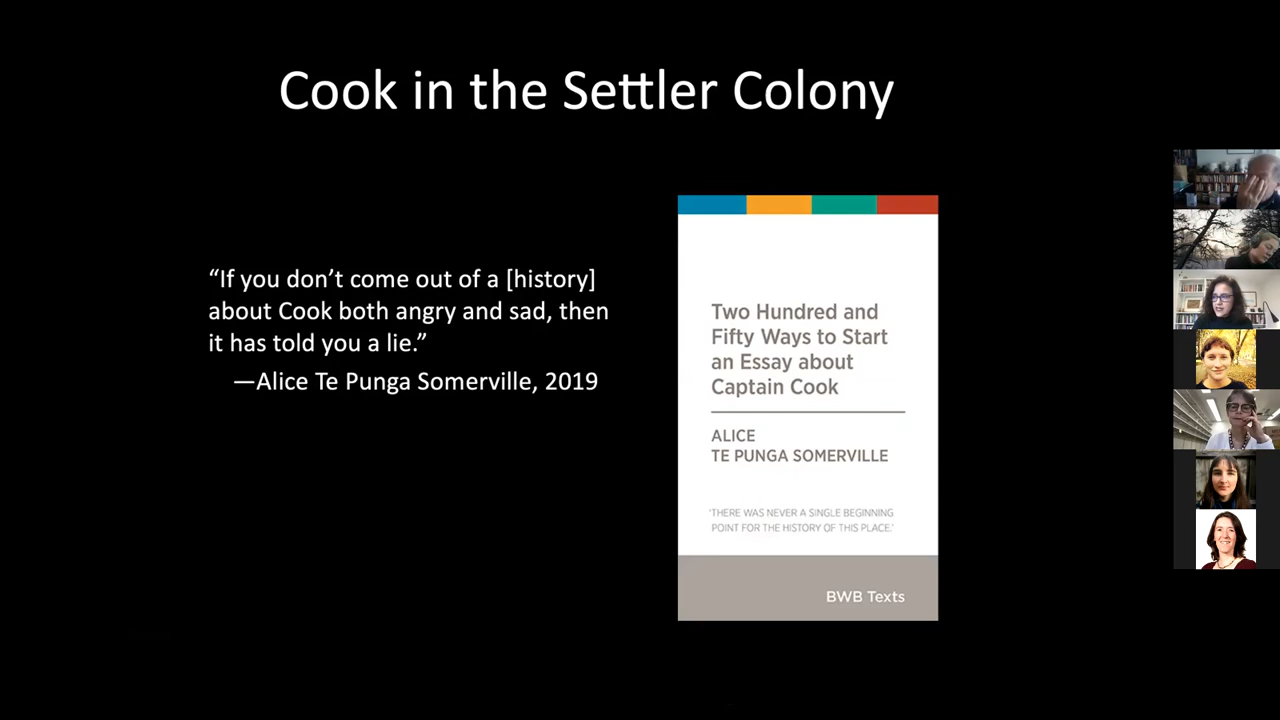 Cook in the Settler Colony
“If you don’t come out of a [history]
about Cook both angry and sad, then
it has told you a lie.”
—Alice Te Punga Somerville, 2019
Two Hundred and
Fifty Ways to Start
an Essay about
Captain Cook
ALICE
TE PUNGA SOMERVILLE
‘THERE WAS NEVER A SINGLE BEGINNING
POINT FOR THE HISTORY OF THIS PLACE.’
BWB Texts